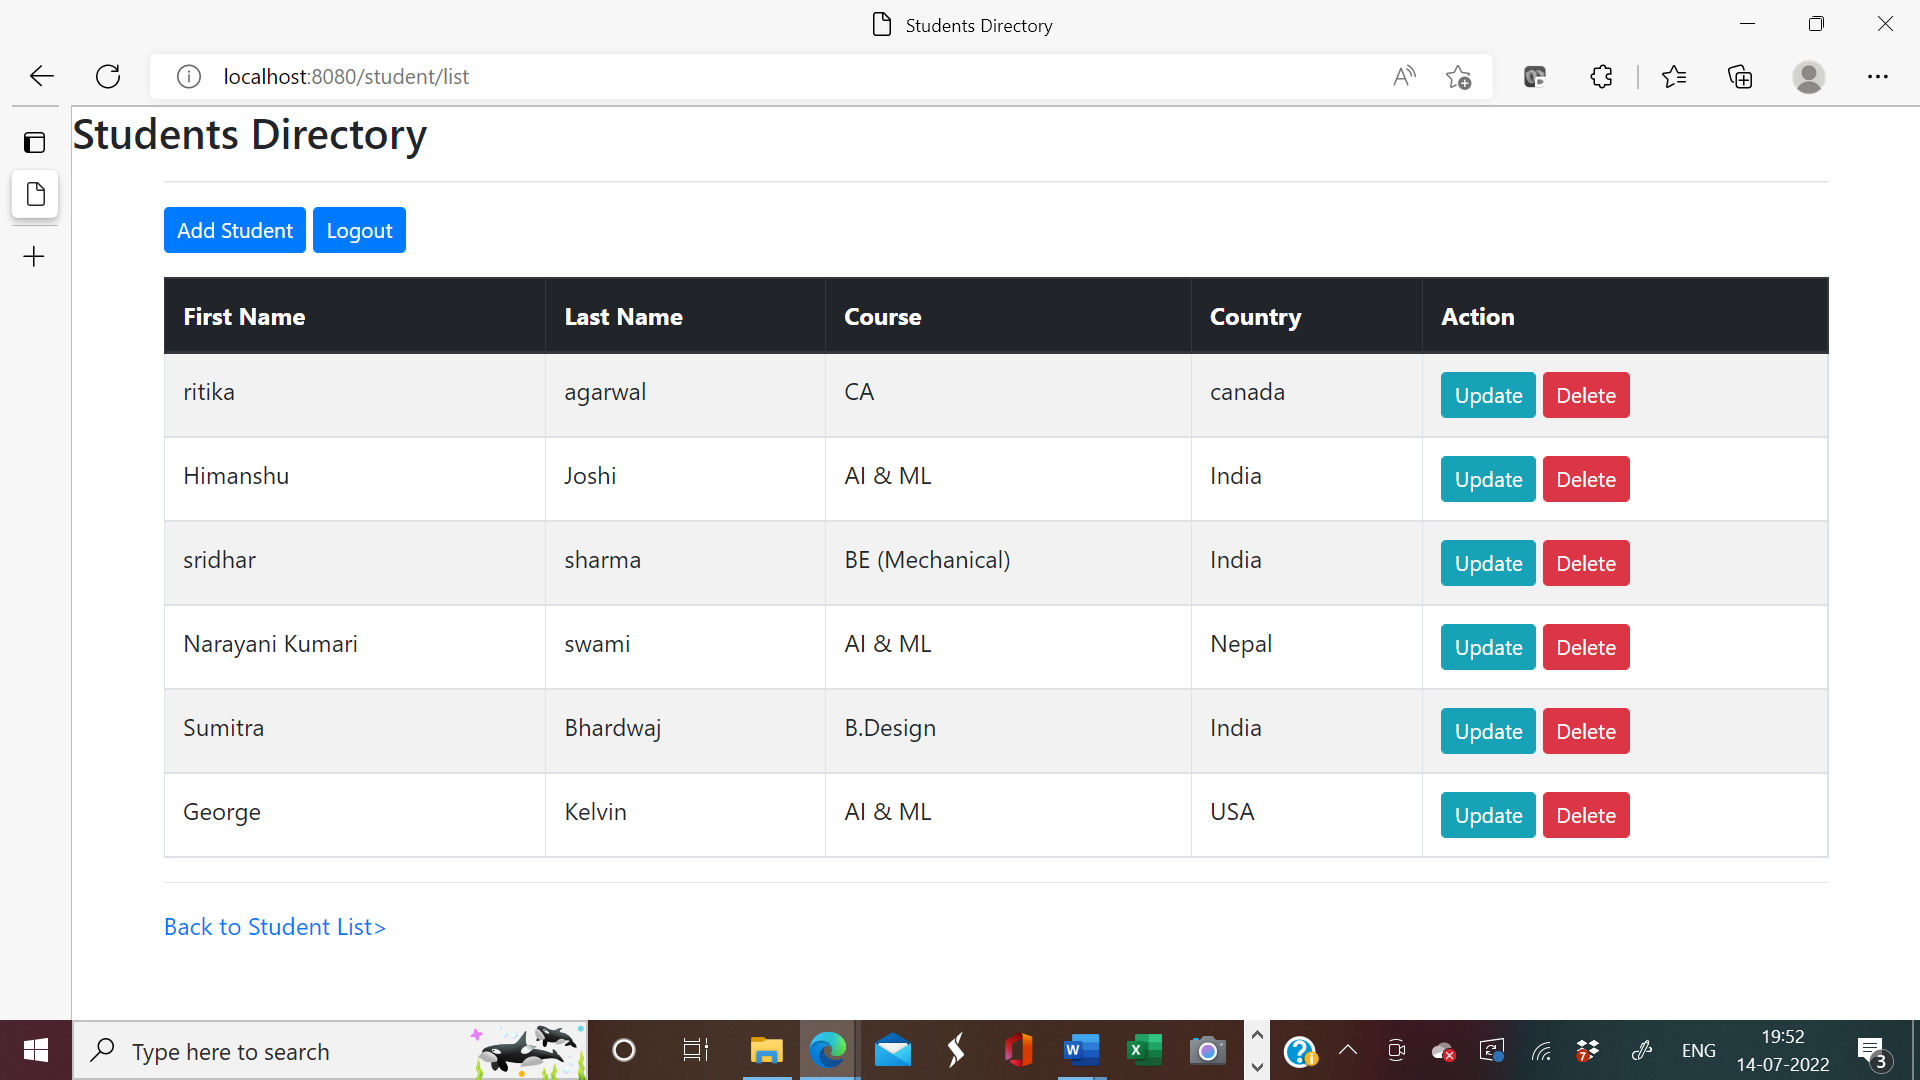 Students Directory
localhost:8080/student/list
Students Directory
Add Student Logout
First Name Last Name Course Country Action
ritika agarwal CA canada Update Delete
Himanshu Joshi AI & ML India Update Delete
sridhar sharma BE (Mechanical) India Update Delete
Narayani Kumari swami AI & ML Nepal Update Delete
Sumitra Bhardwaj B.Design India Update Delete
George Kelvin AI & ML USA Update Delete
Back to Student List>
Type here to search
ENG
19:52
14-07-2022
3